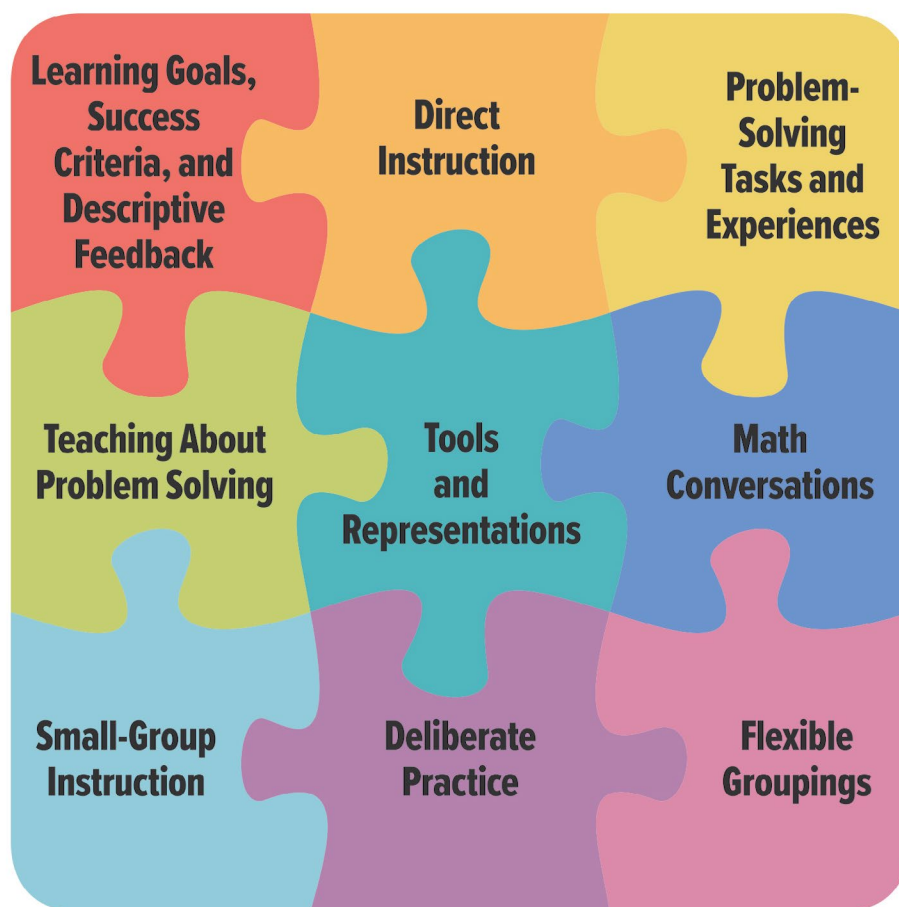 Learning Goals,
Success
Criteria, and
Descriptive
Feedback
Direct
Instruction
Problem-
Solving
Tasks and
Experiences
Teaching About
Problem Solving
Tools
and
Representations
Math
Conversations
Small-Group
Instruction
Deliberate
Practice
Flexible
Groupings